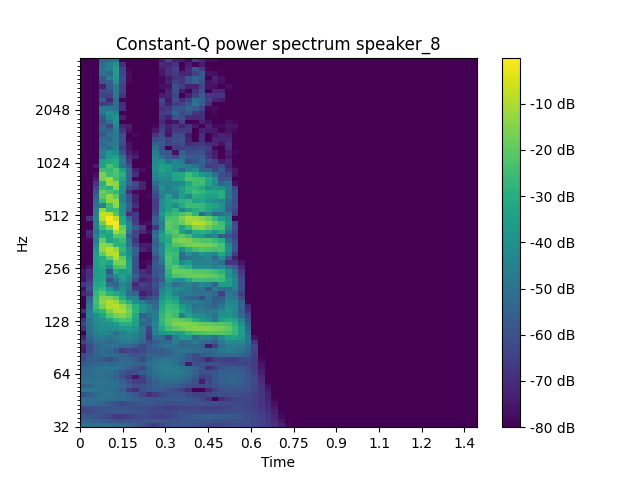 Constant-Q power spectrum speaker_8
Hz
2048
1024
512
256
128
64
32
0 0.15 0.3 0.45 0.6 0.75 0.9 1.1 1.2 1.4
Time
-10 dB
-20 dB
-30 dB
-40 dB
-50 dB
-60 dB
-70 dB
-80 dB